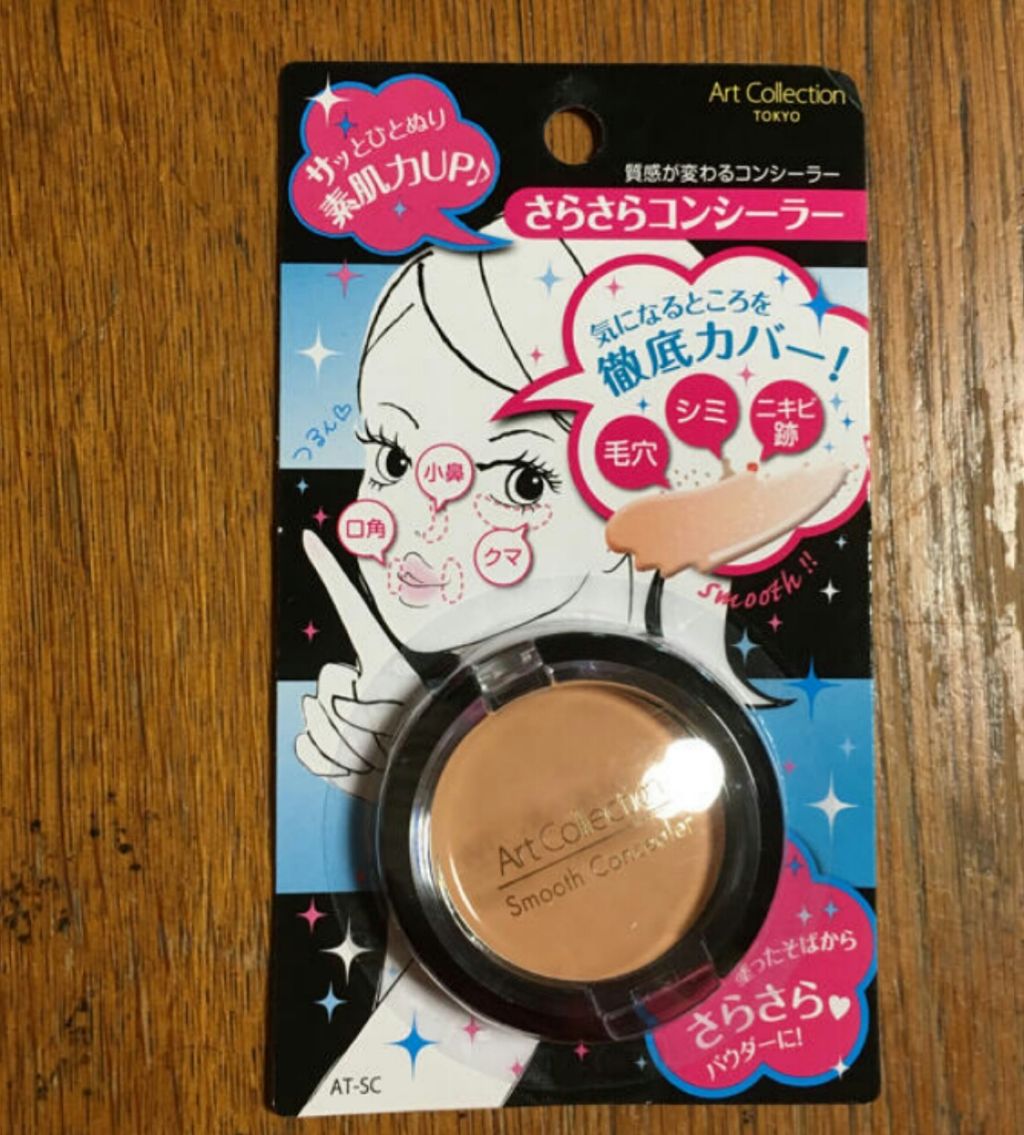 Art Collection
TOKYO
サッとひとぬり
素肌力UP♪
質感が変わるコンシーラー
さらさらコンシーラー
気になるところを
徹底カバー!
毛穴
シミ
ニキビ
跡
つるん♡
小鼻
口角
クマ
smooth!!
Art Collection
Smooth Concealer
塗ったそばから
さらさら♥
パウダーに!
AT-SC